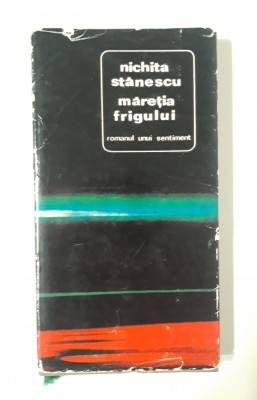 nichita
stănescu
măreția
frigului
romanul unui sentiment